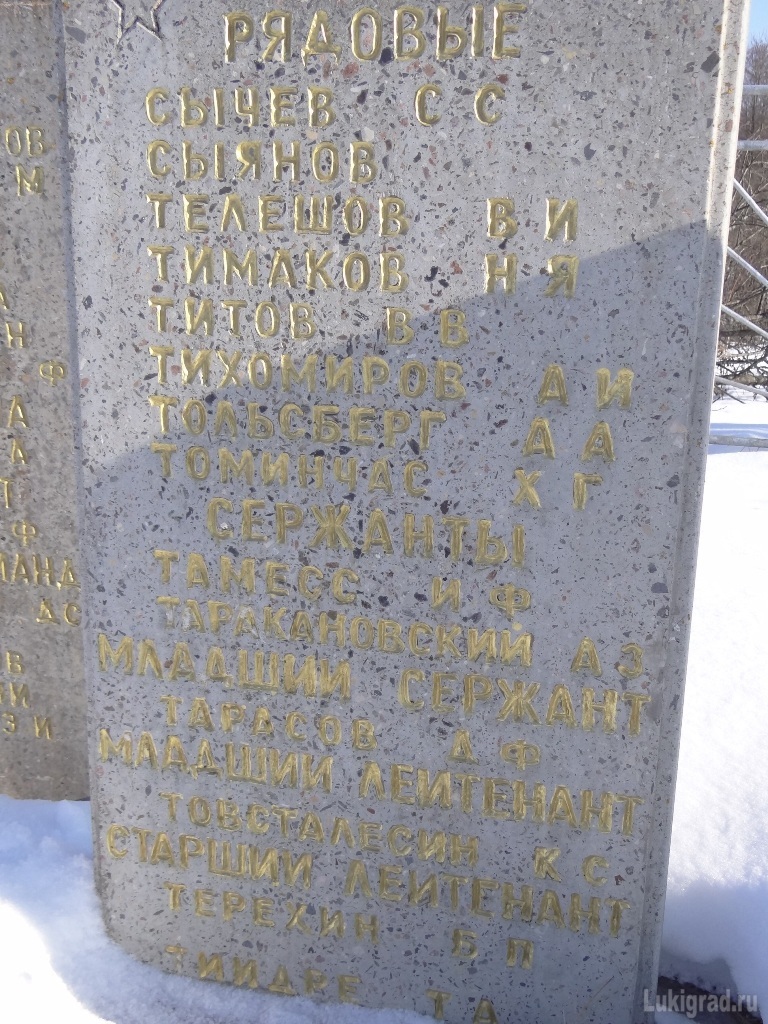 РЯДОВЫЕ
СЫЧЕВ С С
СЫЯНОВ
ТЕЛЕШОВ В И
ТИМАКОВ Н Я
ТИТОВ В В
ТИХОМИРОВ А И
ТОЛЬСБЕРГ А А
ТОМИНЧАС Х Г
СЕРЖАНТЫ
ТАМЕСС И Ф
ТАРАКАНОВСКИЙ А З
МЛАДШИЙ СЕРЖАНТ
ТАРАСОВ Д Ф
МЛАДШИЙ ЛЕЙТЕНАНТ
ТОВСТАЛЕСИН К С
СТАРШИЙ ЛЕЙТЕНАНТ
ТЕРЕХИН Б П
Т А
Lukigrad.ru